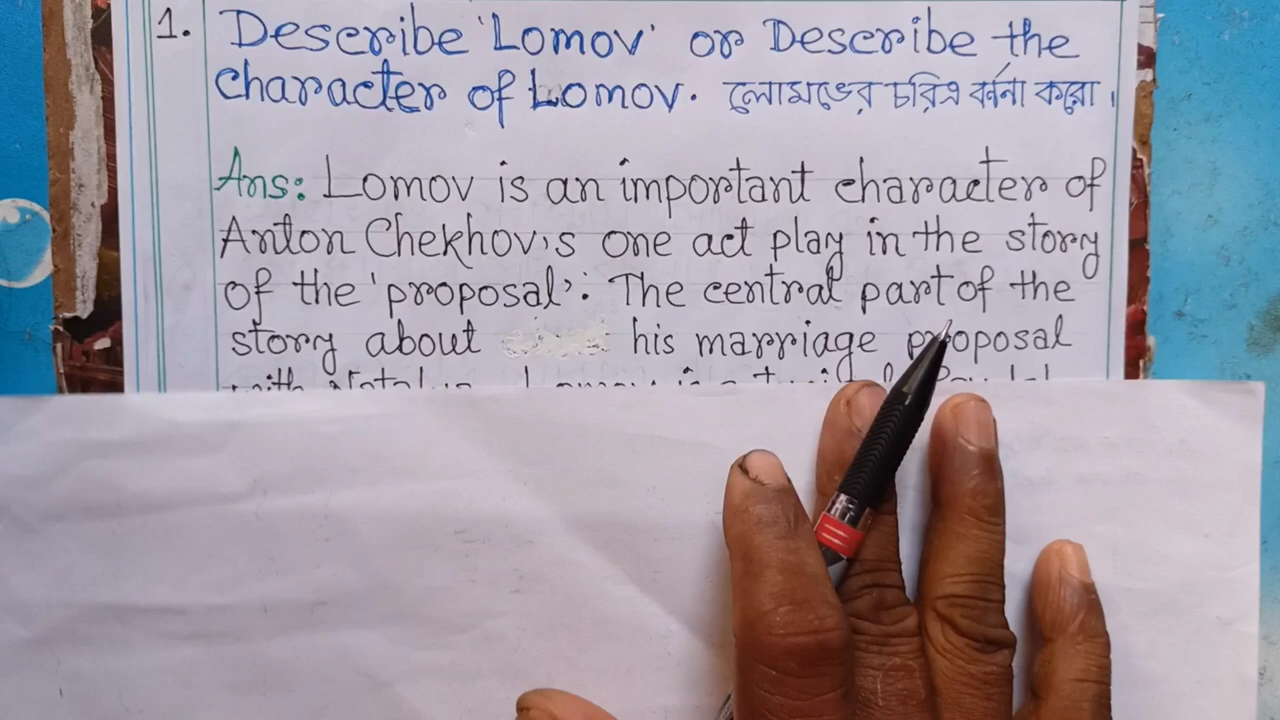 1. Describe 'Lomov' or Describe the
character of Lomov. লোমভের চরিত্র বর্ননা করো।
Ans: Lomov is an important character of
Anton Chekhov's one act play in the story
of the 'proposal'. The central part of the
story about his marriage proposal